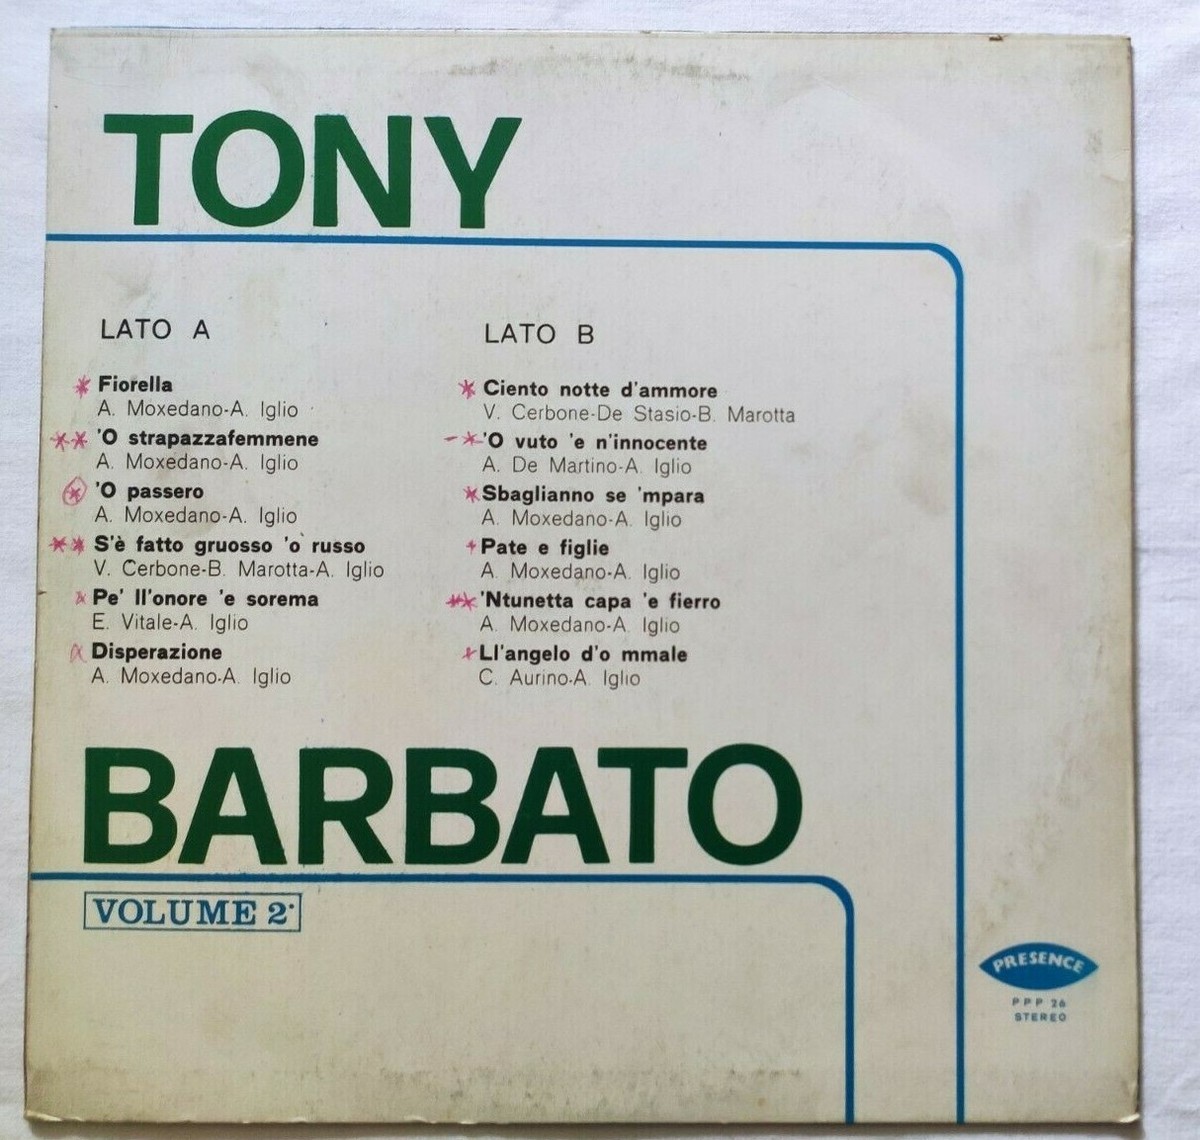 TONY
LATO A
Fiorella
A. Moxedano-A. Iglio
'O strapazzafemmene
A. Moxedano-A. Iglio
'O passero
A. Moxedano-A. Iglio
S'è fatto gruosso 'o russo
V. Cerbone-B. Marotta-A. Iglio
Pe' ll'onore 'e sorema
E. Vitale-A. Iglio
Disperazione
A. Moxedano-A. Iglio
LATO B
Ciento notte d'ammore
V. Cerbone-De Stasio-B. Marotta
'O vuto 'e n'innocente
A. De Martino-A. Iglio
Sbaglianno se 'mpara
A. Moxedano-A. Iglio
Pate e figlie
A. Moxedano-A. Iglio
'Ntunetta capa 'e fierro
A. Moxedano-A. Iglio
Ll'angelo d'o mmale
C. Aurino-A. Iglio
BARBATO
VOLUME 2°
PRESENCE
PPP 26
STEREO